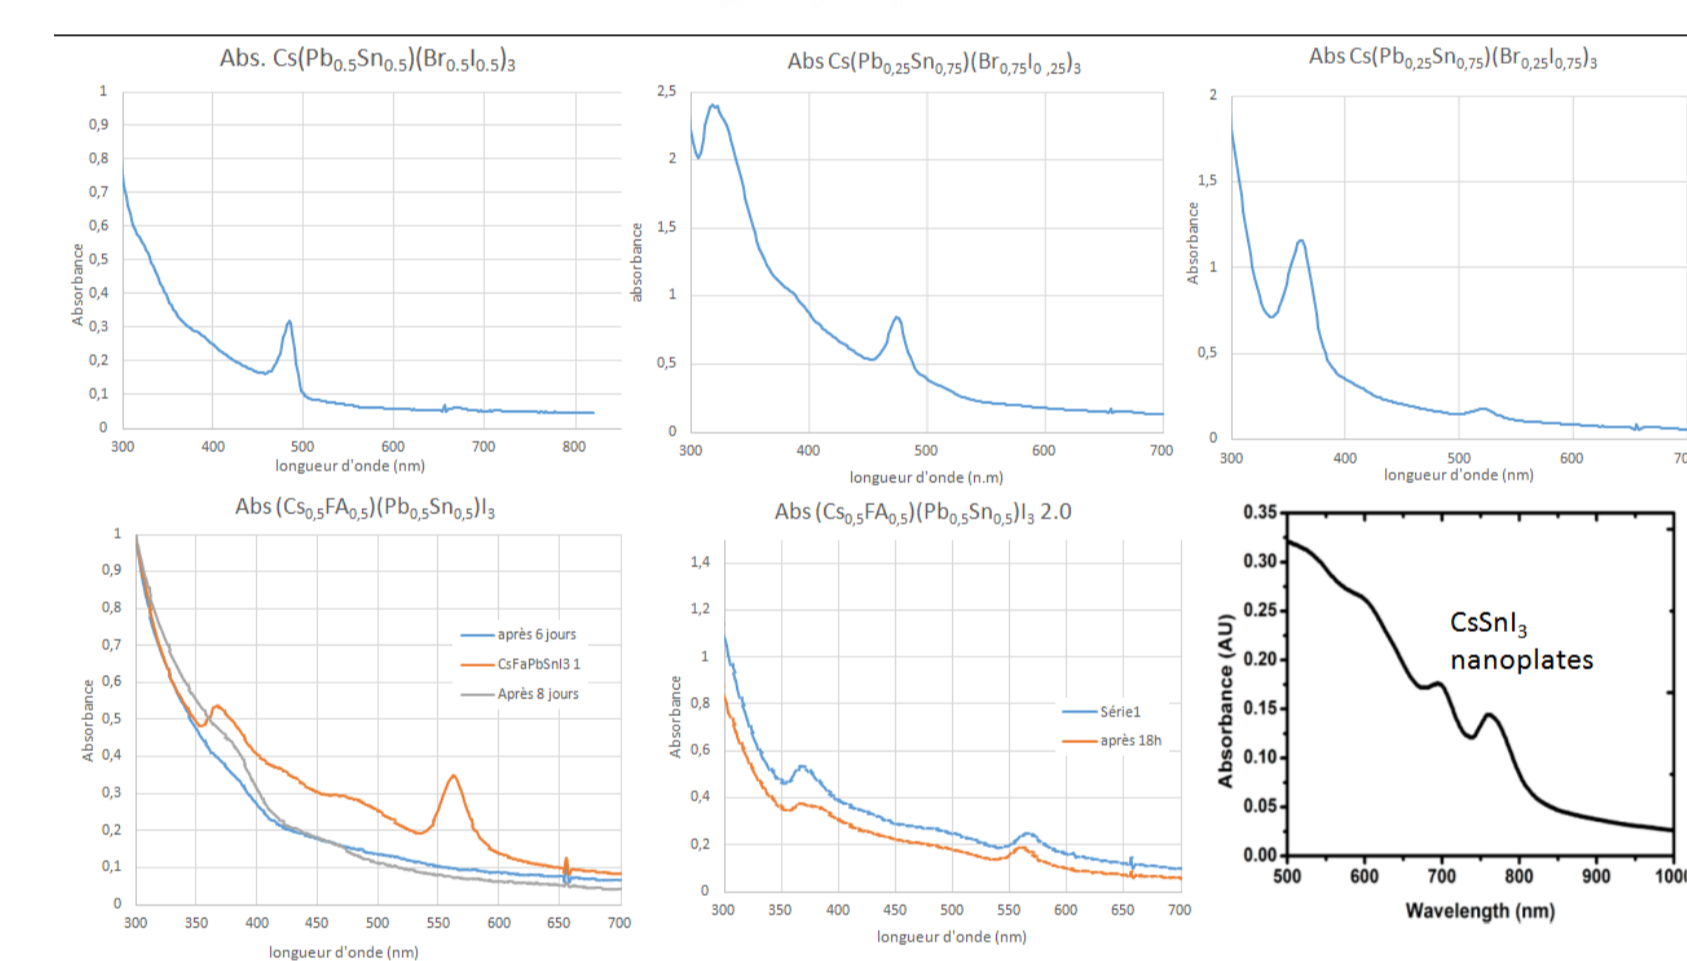 Abs. Cs(Pb0.5Sn0.5)(Br0.5I0.5)3
1
0,9
0,8
0,7
0,6
0,5
0,4
0,3
0,2
0,1
0
Absorbance
300 400 500 600 700 800
longueur d'onde (nm)
Abs Cs(Pb0,25Sn0,75)(Br0,75I0 ,25)3
2,5
2
1,5
1
0,5
0
absorbance
300 400 500 600 700
longueur d'onde (n.m)
Abs Cs(Pb0,25Sn0,75)(Br0,25I0,75)3
2
1,5
1
0,5
0
Absorbance
300 400 500 600 70
longueur d'onde (nm)
Abs (Cs0,5FA0,5)(Pb0,5Sn0,5)I3
1
0,9
0,8
0,7
0,6
0,5
0,4
0,3
0,2
0,1
0
Absorbance
après 6 jours
CsFaPbSnI3 1
Après 8 jours
300 350 400 450 500 550 600 650 700
longueur d'onde (nm)
Abs (Cs0,5FA0,5)(Pb0,5Sn0,5)I3 2.0
1,4
1,2
1
0,8
0,6
0,4
0,2
0
Absorbance
Série1
après 18h
300 350 400 450 500 550 600 650 700
longueur d'onde (nm)
0.35
0.30
0.25
0.20
0.15
0.10
0.05
0.00
Absorbance (AU)
CsSnI3
nanoplates
500 600 700 800 900 1000
Wavelength (nm)